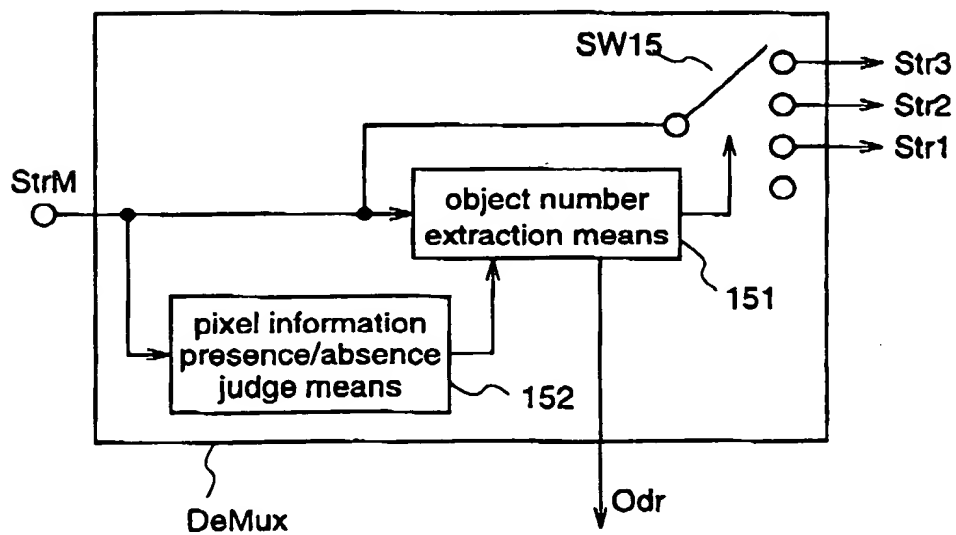 SW15
Str3
Str2
Str1
StrM
object number
extraction means
151
pixel information
presence/absence
judge means
152
DeMux
Odr